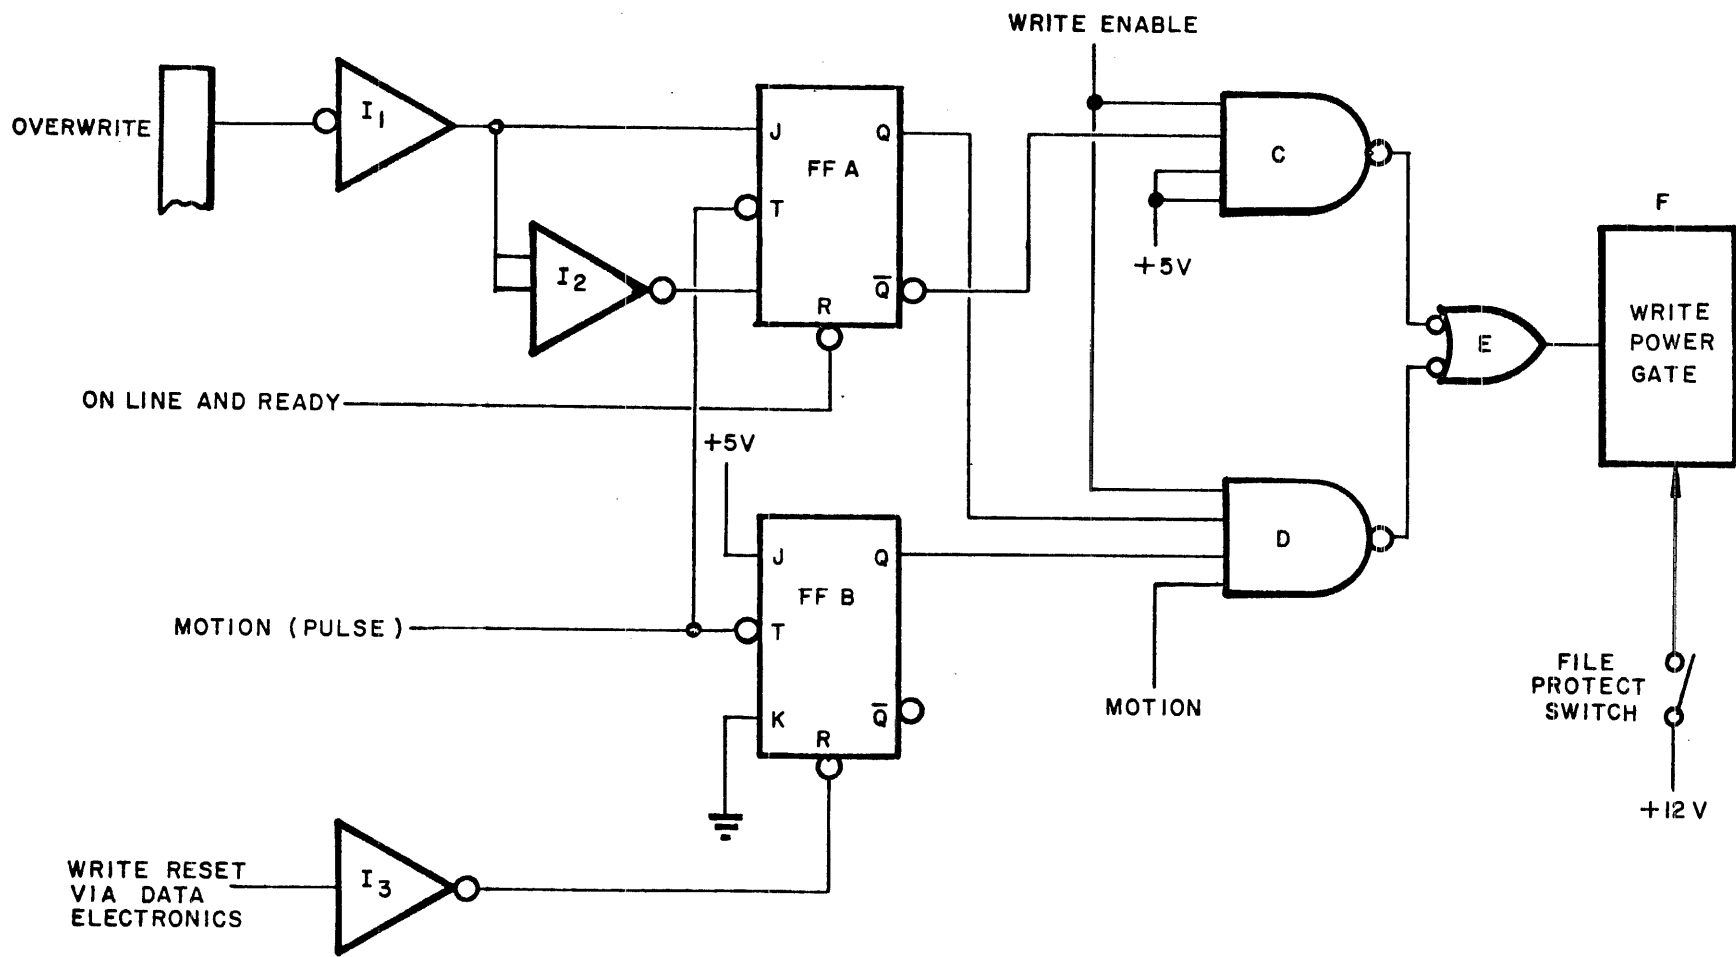 WRITE ENABLE
OVERWRITE
I1
J
Q
FF A
T
C
I2
Q̅
R
+5V
F
WRITE
POWER
GATE
E
ON LINE AND READY
+5V
J
Q
FF B
D
MOTION (PULSE)
T
K
Q̅
R
MOTION
FILE
PROTECT
SWITCH
+12V
WRITE RESET
VIA DATA
ELECTRONICS
I3